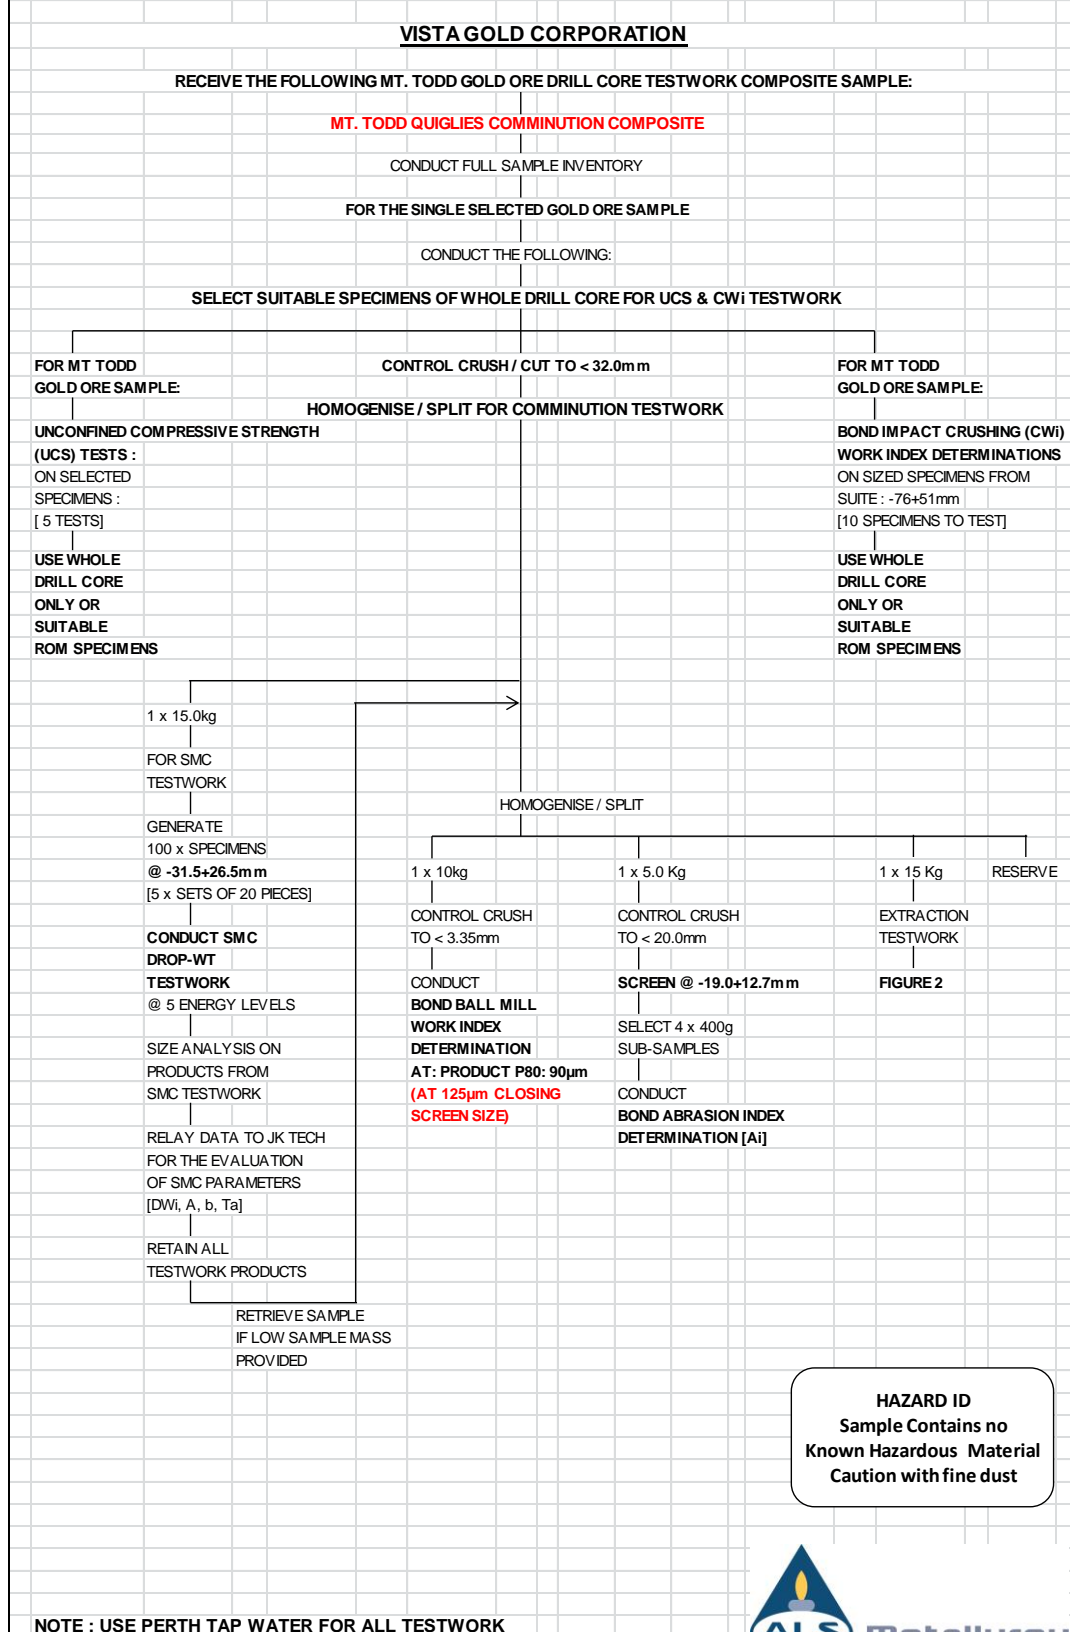 VISTA GOLD CORPORATION
RECEIVE THE FOLLOWING MT. TODD GOLD ORE DRILL CORE TESTWORK COMPOSITE SAMPLE:
MT. TODD QUIGLIES COMMINUTION COMPOSITE
CONDUCT FULL SAMPLE INVENTORY
FOR THE SINGLE SELECTED GOLD ORE SAMPLE
CONDUCT THE FOLLOWING:
SELECT SUITABLE SPECIMENS OF WHOLE DRILL CORE FOR UCS & CWi TESTWORK
FOR MT TODD
GOLD ORE SAMPLE:
UNCONFINED COMPRESSIVE STRENGTH
(UCS) TESTS :
ON SELECTED
SPECIMENS :
[ 5 TESTS]
USE WHOLE
DRILL CORE
ONLY OR
SUITABLE
ROM SPECIMENS
CONTROL CRUSH / CUT TO < 32.0mm
HOMOGENISE / SPLIT FOR COMMINUTION TESTWORK
FOR MT TODD
GOLD ORE SAMPLE:
BOND IMPACT CRUSHING (CWi)
WORK INDEX DETERMINATIONS
ON SIZED SPECIMENS FROM
SUITE : -76+51mm
[10 SPECIMENS TO TEST]
USE WHOLE
DRILL CORE
ONLY OR
SUITABLE
ROM SPECIMENS
1 x 15.0kg
FOR SMC
TESTWORK
GENERATE
100 x SPECIMENS
@ -31.5+26.5mm
[5 x SETS OF 20 PIECES]
CONDUCT SMC
DROP-WT
TESTWORK
@ 5 ENERGY LEVELS
SIZE ANALYSIS ON
PRODUCTS FROM
SMC TESTWORK
RELAY DATA TO JK TECH
FOR THE EVALUATION
OF SMC PARAMETERS
[DWi, A, b, Ta]
RETAIN ALL
TESTWORK PRODUCTS
RETRIEVE SAMPLE
IF LOW SAMPLE MASS
PROVIDED
HOMOGENISE / SPLIT
1 x 10kg
CONTROL CRUSH
TO < 3.35mm
CONDUCT
BOND BALL MILL
WORK INDEX
DETERMINATION
AT: PRODUCT P80: 90µm
(AT 125µm CLOSING
SCREEN SIZE)
1 x 5.0 Kg
CONTROL CRUSH
TO < 20.0mm
SCREEN @ -19.0+12.7mm
SELECT 4 x 400g
SUB-SAMPLES
CONDUCT
BOND ABRASION INDEX
DETERMINATION [Ai]
1 x 15 Kg
EXTRACTION
TESTWORK
FIGURE 2
RESERVE
HAZARD ID
Sample Contains no
Known Hazardous Material
Caution with fine dust
NOTE : USE PERTH TAP WATER FOR ALL TESTWORK
ALS